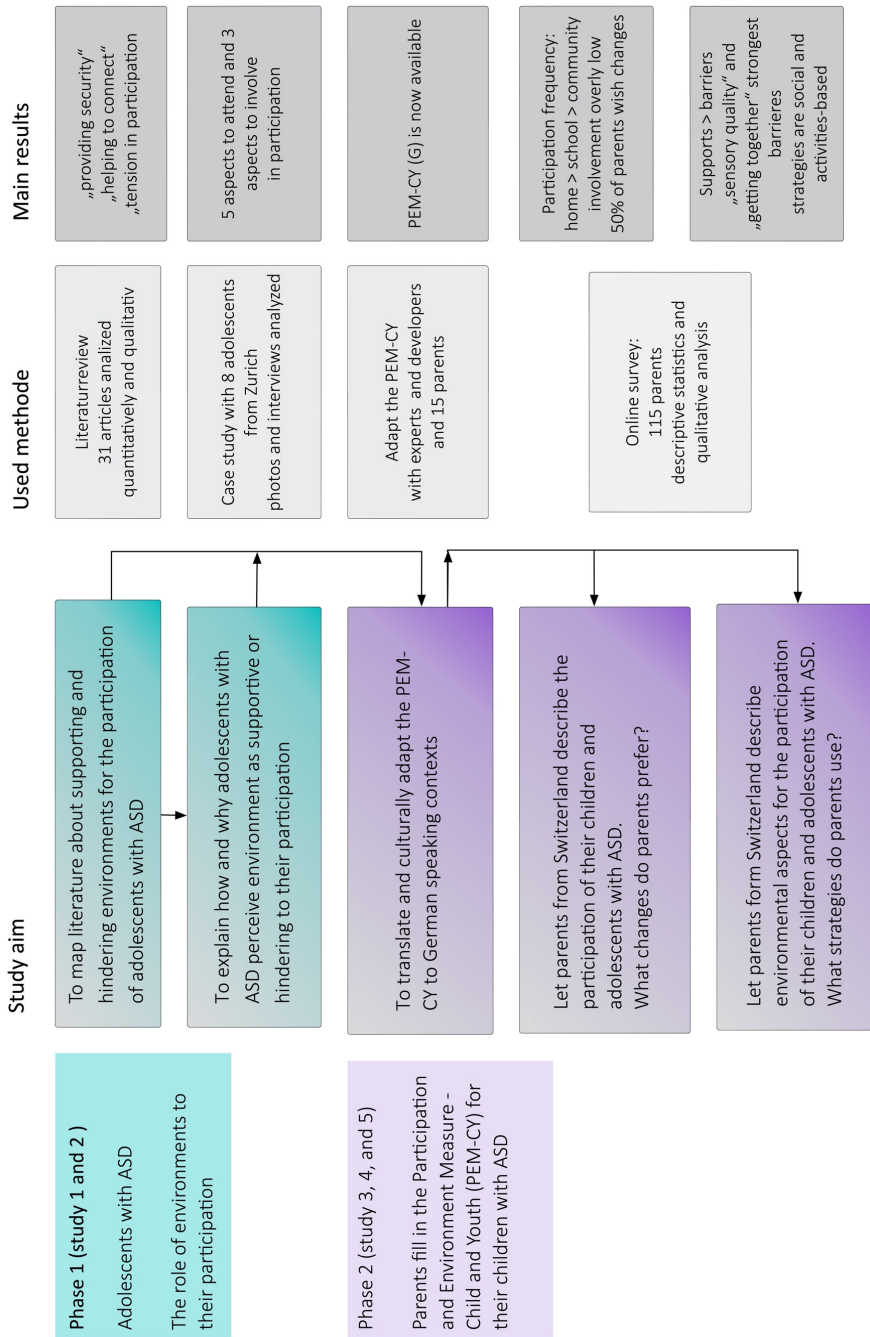 Study aim
Used methode
Main results
Phase 1 (study 1 and 2 )
Adolescents with ASD
The role of environments to
their participation
To map literature about supporting and
hindering environments for the participation
of adolescents with ASD
Literaturreview
31 articles analized
quantitatively and qualitativ
„providing security“
„helping to connect“
„tension in participation
To explain how and why adolescents with
ASD perceive environment as supportive or
hindering to their participation
Case study with 8 adolescents
from Zurich
photos and interviews analyzed
5 aspects to attend and 3
aspects to involve
in participation
Phase 2 (study 3, 4, and 5)
Parents fill in the Participation
and Environment Measure -
Child and Youth (PEM-CY) for
their children with ASD
To translate and culturally adapt the PEM-
CY to German speaking contexts
Adapt the PEM-CY
with experts and developers
and 15 parents
PEM-CY (G) is now available
Let parents from Switzerland describe the
participation of their children and
adolescents with ASD.
What changes do parents prefer?
Online survey:
115 parents
descriptive statistics and
qualitative analysis
Participation frequency:
home > school > community
involvement overly low
50% of parents wish changes
Let parents form Switzerland describe
environmental aspects for the participation
of their children and adolescents with ASD.
What strategies do parents use?
Supports > barriers
„sensory quality“ and
„getting together“ strongest
barrieres
strategies are social and
activities-based